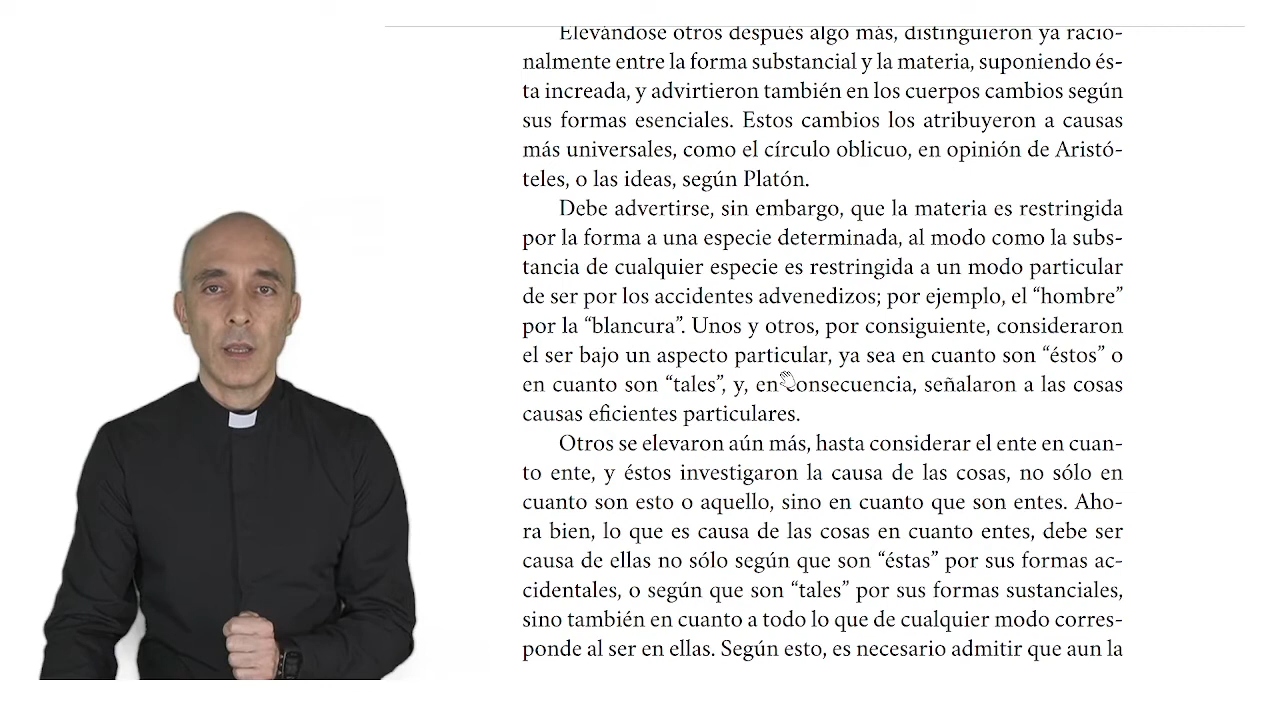 Elevándose otros después algo más, distinguieron ya racio-
nalmente entre la forma substancial y la materia, suponiendo és-
ta increada, y advirtieron también en los cuerpos cambios según
sus formas esenciales. Estos cambios los atribuyeron a causas
más universales, como el círculo oblicuo, en opinión de Aristó-
teles, o las ideas, según Platón.
Debe advertirse, sin embargo, que la materia es restringida
por la forma a una especie determinada, al modo como la subs-
tancia de cualquier especie es restringida a un modo particular
de ser por los accidentes advenedizos; por ejemplo, el “hombre”
por la “blancura”. Unos y otros, por consiguiente, consideraron
el ser bajo un aspecto particular, ya sea en cuanto son “éstos” o
en cuanto son “tales”, y, en consecuencia, señalaron a las cosas
causas eficientes particulares.
Otros se elevaron aún más, hasta considerar el ente en cuan-
to ente, y éstos investigaron la causa de las cosas, no sólo en
cuanto son esto o aquello, sino en cuanto que son entes. Aho-
ra bien, lo que es causa de las cosas en cuanto entes, debe ser
causa de ellas no sólo según que son “éstas” por sus formas ac-
cidentales, o según que son “tales” por sus formas sustanciales,
sino también en cuanto a todo lo que de cualquier modo corres-
ponde al ser en ellas. Según esto, es necesario admitir que aun la